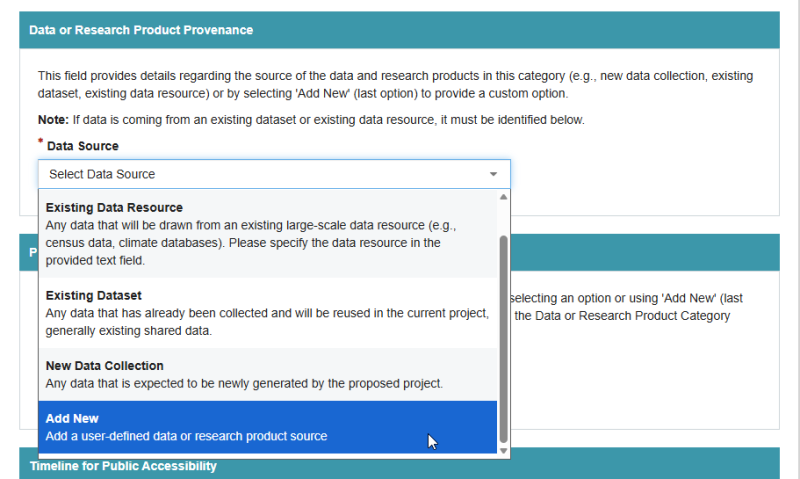 Data or Research Product Provenance
This field provides details regarding the source of the data and research products in this category (e.g., new data collection, existing
dataset, existing data resource) or by selecting 'Add New' (last option) to provide a custom option.
Note: If data is coming from an existing dataset or existing data resource, it must be identified below.
* Data Source
Select Data Source
Existing Data Resource
Any data that will be drawn from an existing large-scale data resource (e.g.,
census data, climate databases). Please specify the data resource in the
provided text field.
P
Existing Dataset
selecting an option or using 'Add New' (last
Any data that has already been collected and will be reused in the current project,
the Data or Research Product Category
generally existing shared data.
New Data Collection
Any data that is expected to be newly generated by the proposed project.
Add New
Add a user-defined data or research product source
Timeline for Public Accessibility